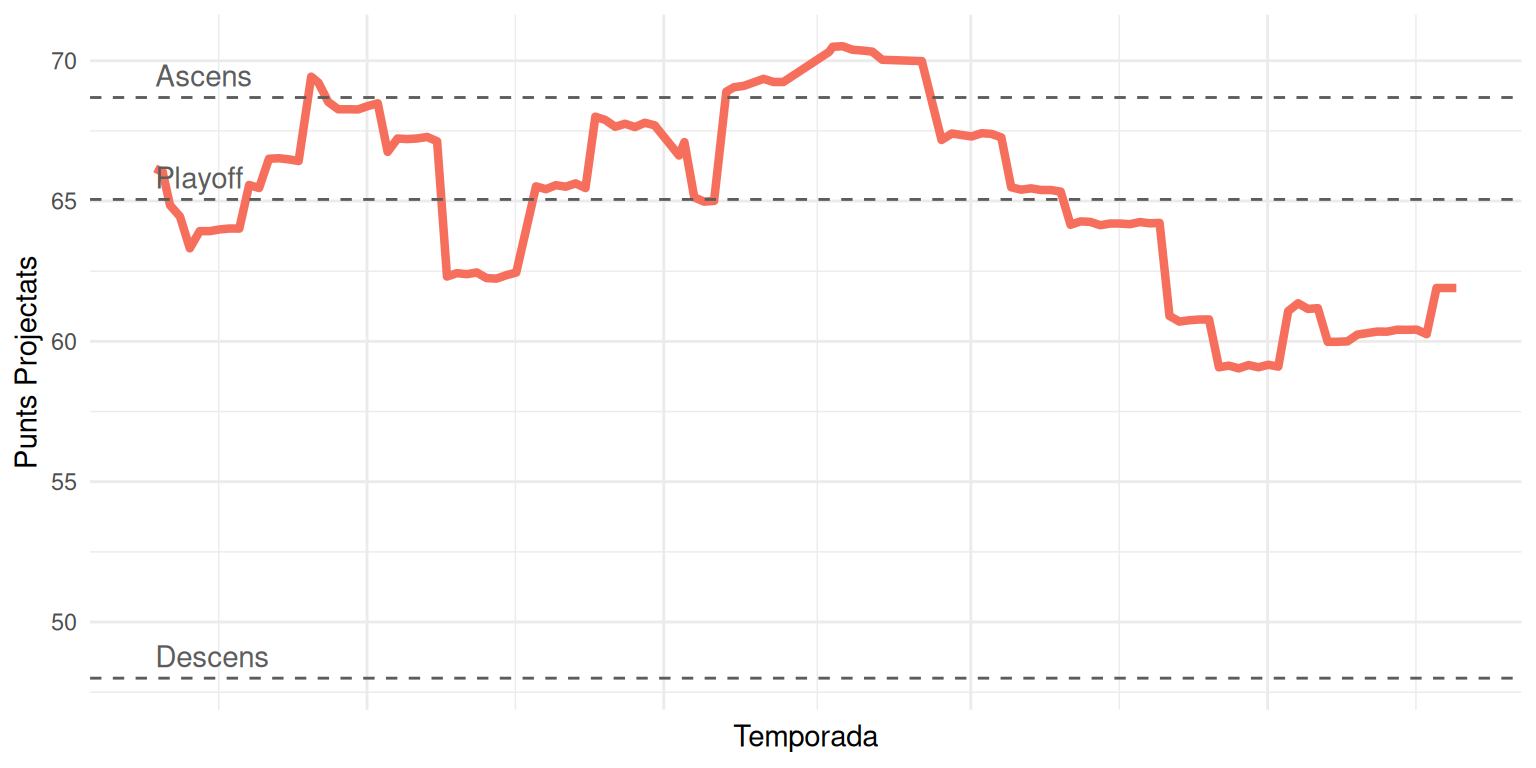 70
Ascens
Playoff
65
60
55
50
Descens
Punts Projectats
Temporada